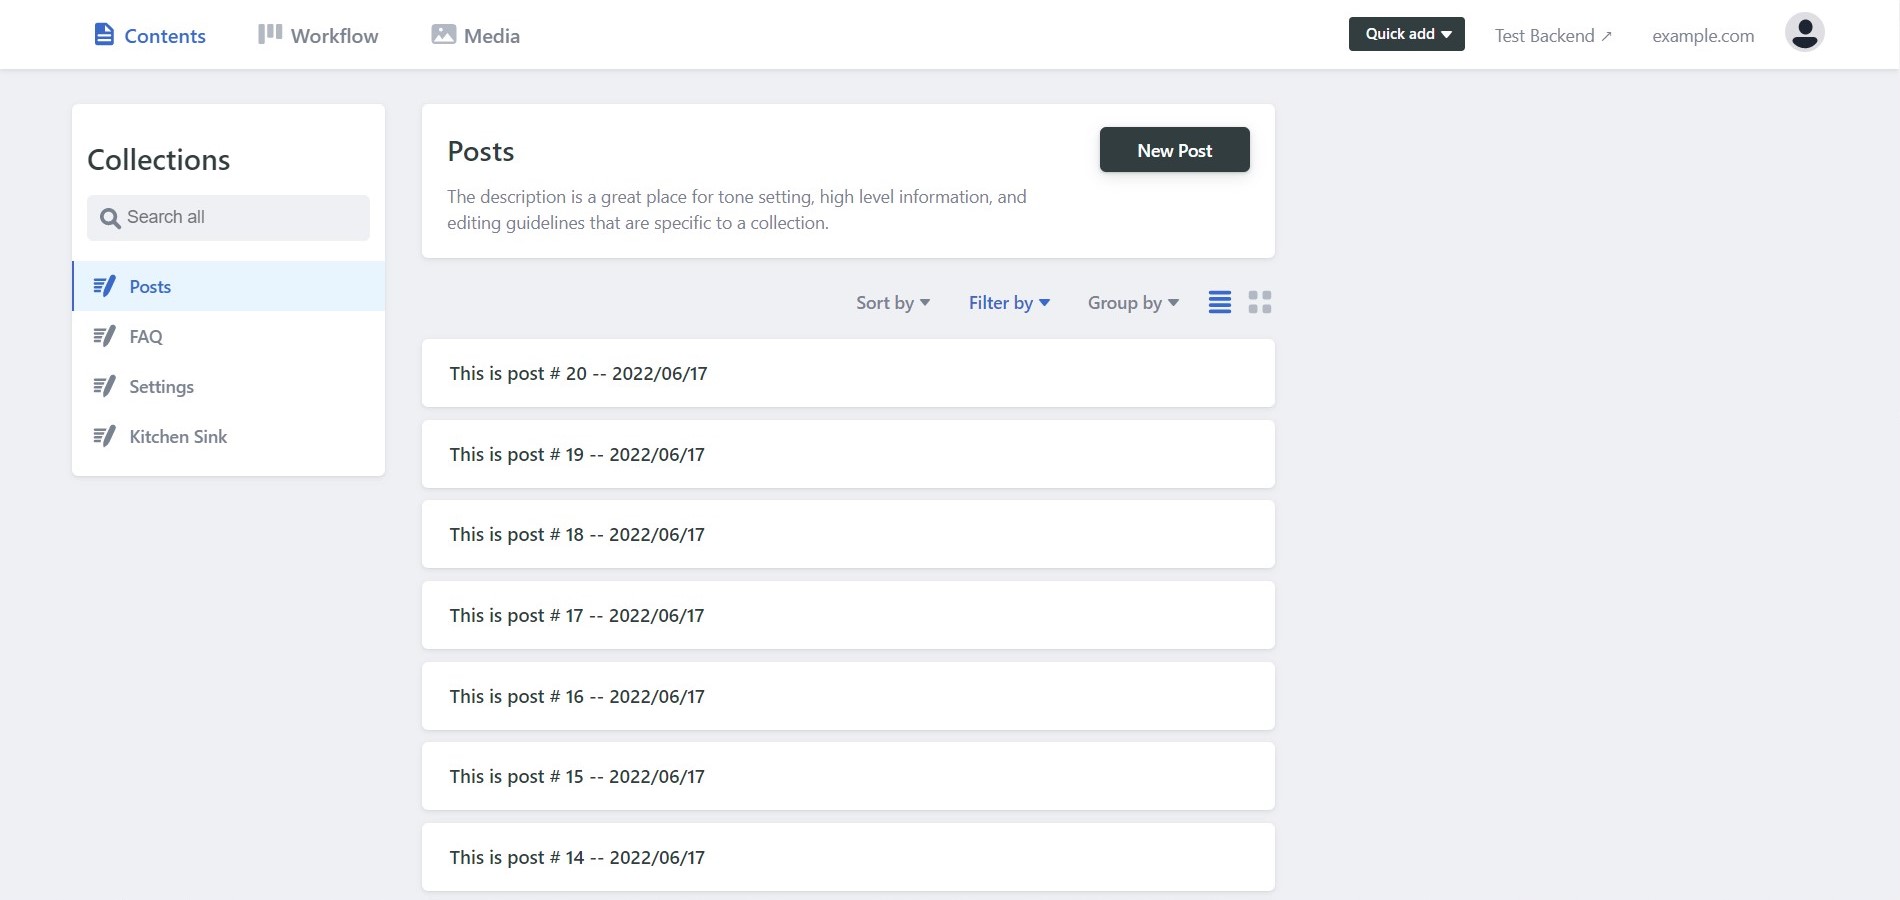 Contents
Workflow
Media
Quick add
Test Backend ↗
example.com
Collections
Search all
Posts
FAQ
Settings
Kitchen Sink
Posts
New Post
The description is a great place for tone setting, high level information, and
editing guidelines that are specific to a collection.
Sort by
Filter by
Group by
This is post # 20 -- 2022/06/17
This is post # 19 -- 2022/06/17
This is post # 18 -- 2022/06/17
This is post # 17 -- 2022/06/17
This is post # 16 -- 2022/06/17
This is post # 15 -- 2022/06/17
This is post # 14 -- 2022/06/17